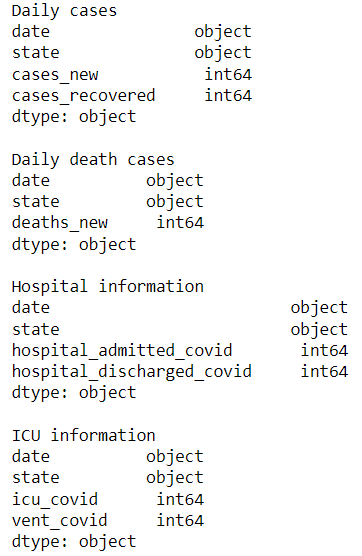 Daily cases
date object
state object
cases_new int64
cases_recovered int64
dtype: object
Daily death cases
date object
state object
deaths_new int64
dtype: object
Hospital information
date object
state object
hospital_admitted_covid int64
hospital_discharged_covid int64
dtype: object
ICU information
date object
state object
icu_covid int64
vent_covid int64
dtype: object